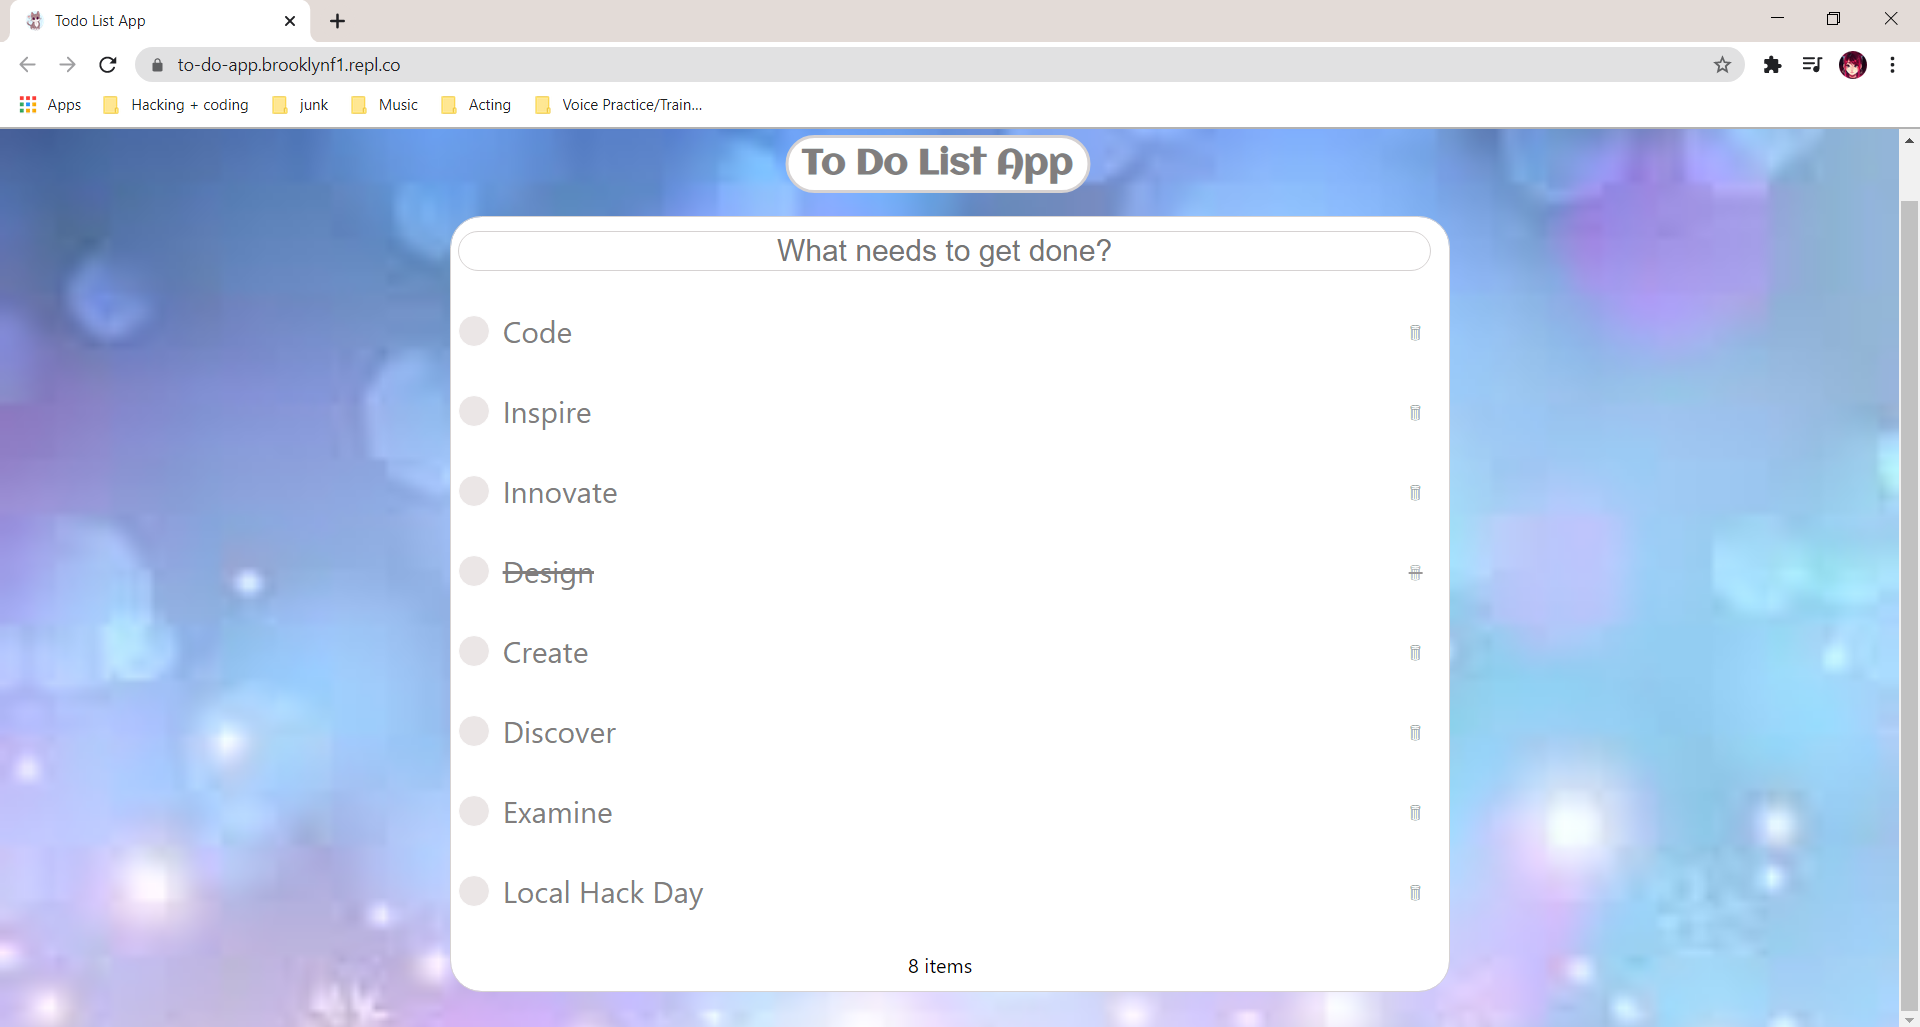 Todo List App
to-do-app.brooklynf1.repl.co
Apps Hacking + coding junk Music Acting Voice Practice/Train...
To Do List App
What needs to get done?
Code
Inspire
Innovate
Design
Create
Discover
Examine
Local Hack Day
8 items